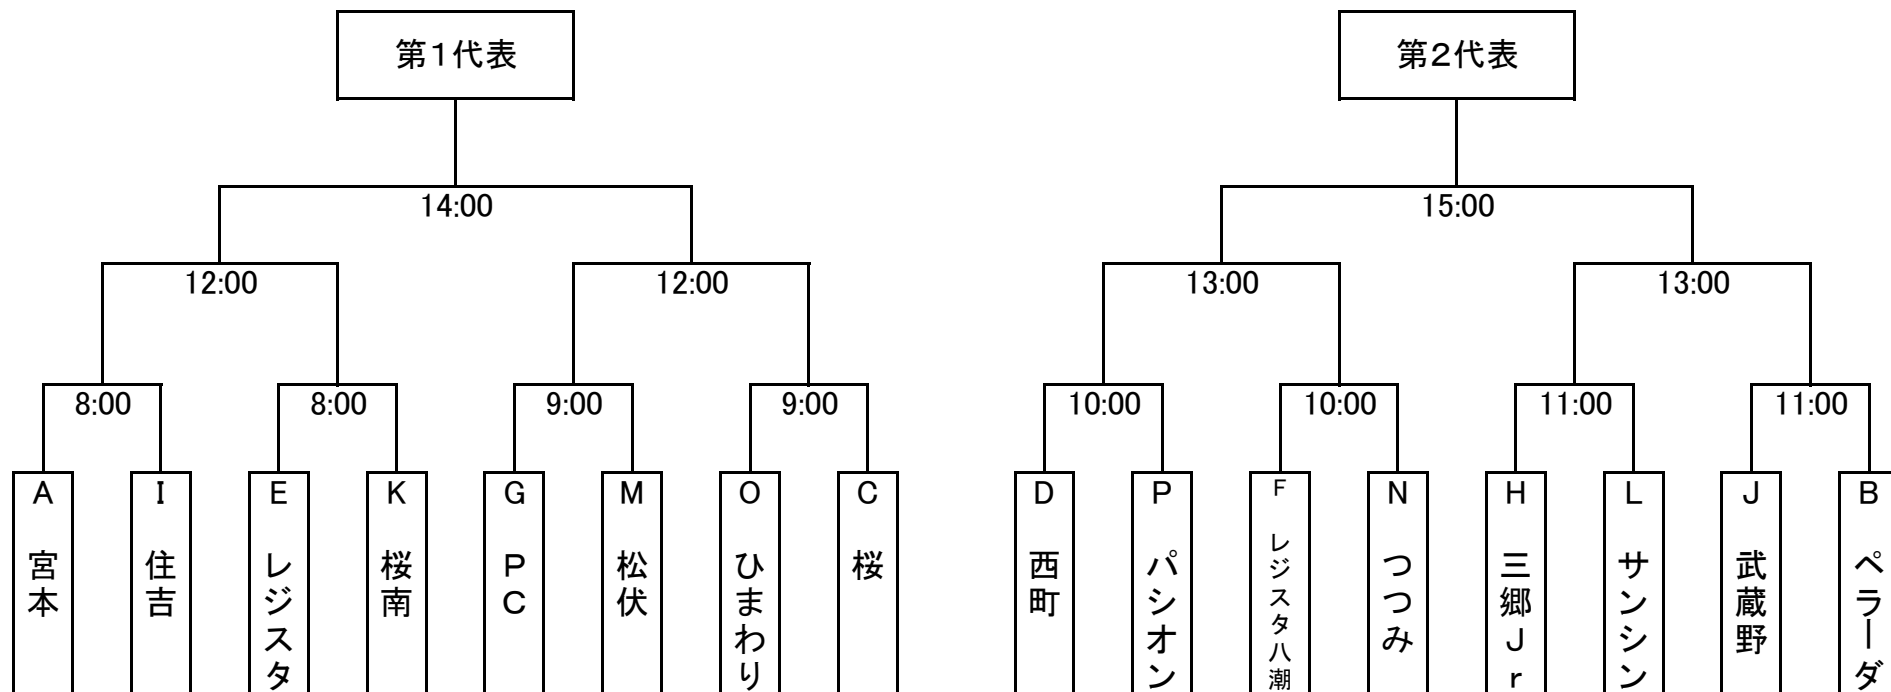 第1代表
第2代表
14:00
15:00
12:00
12:00
13:00
13:00
8:00
8:00
9:00
9:00
10:00
10:00
11:00
11:00
A 宮本
I 住吉
E レジスタ
K 桜南
G PC
M 松伏
O ひまわり
C 桜
D 西町
P パシオン
F レジスタ八潮
N つつみ
H 三郷Jr
L サンシン
J 武蔵野
B ペラーダ